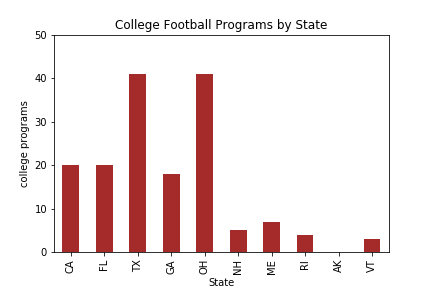 College Football Programs by State
50
40
30
20
10
0
college programs
CA FL TX GA OH NH ME RI AK VT
State